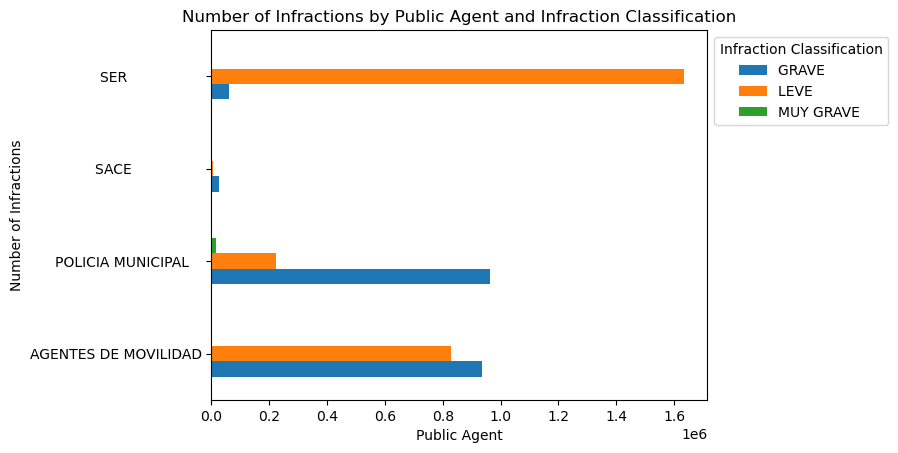 Number of Infractions by Public Agent and Infraction Classification
Infraction Classification
GRAVE
LEVE
MUY GRAVE
Number of Infractions
SER
SACE
POLICIA MUNICIPAL
AGENTES DE MOVILIDAD
0.0 0.2 0.4 0.6 0.8 1.0 1.2 1.4 1.6
1e6
Public Agent